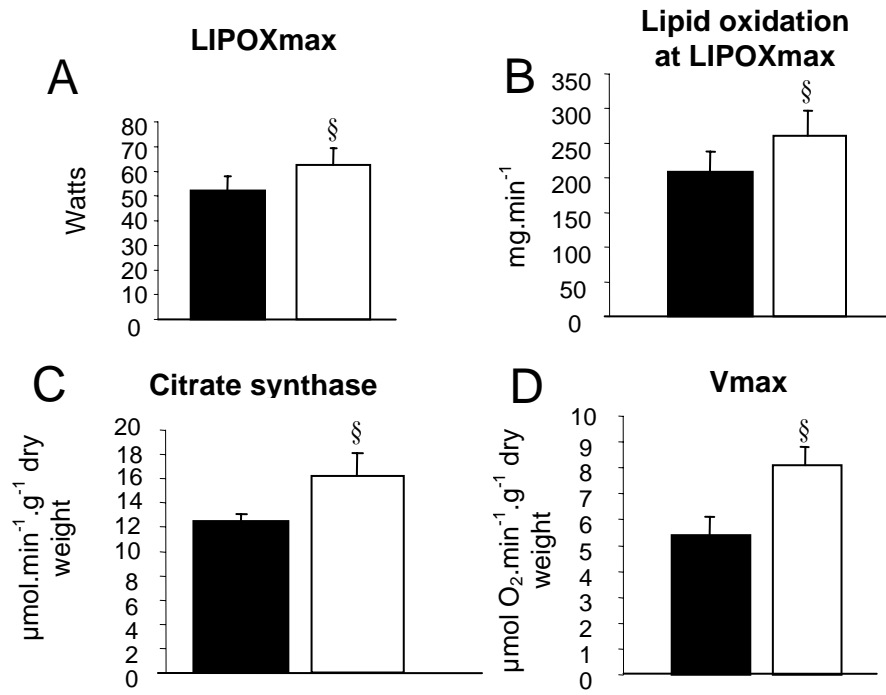 A
LIPOXmax
Watts
80
70
60
50
40
30
20
10
0
§
B
Lipid oxidation
at LIPOXmax
mg.min⁻¹
350
300
250
200
150
100
50
0
§
C
Citrate synthase
µmol.min⁻¹.g⁻¹ dry
weight
20
18
16
14
12
10
8
6
4
2
0
§
D
Vmax
µmol O₂.min⁻¹.g⁻¹ dry
weight
10
9
8
7
6
5
4
3
2
1
0
§